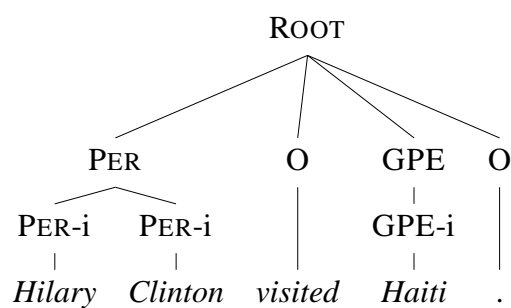 ROOT
PER O GPE O
PER-i PER-i GPE-i
Hilary Clinton visited Haiti .